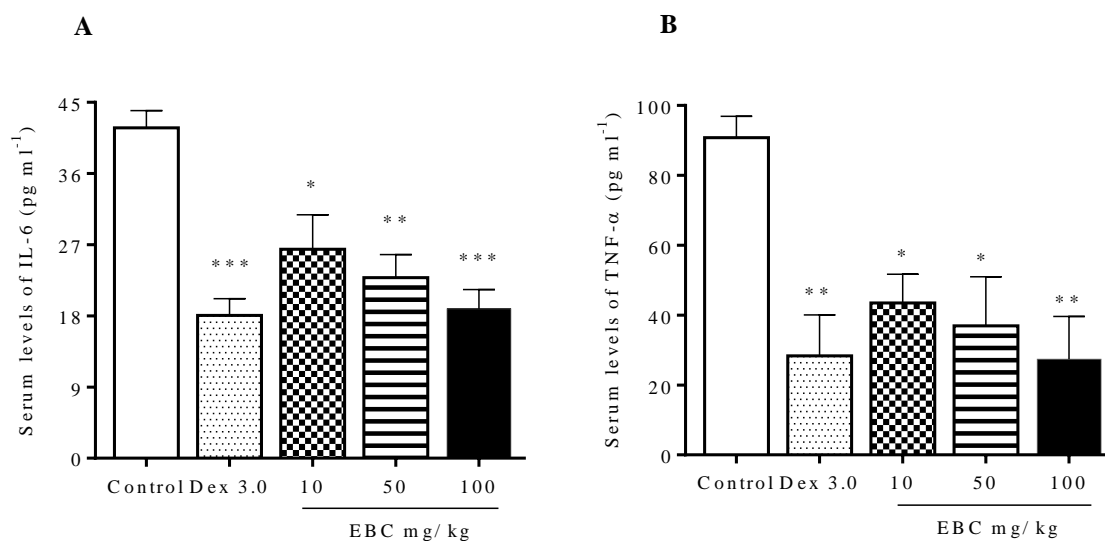 A
Serum levels of IL-6 (pg ml-1)
45
36
27
18
9
0
***
*
**
***
Control Dex 3.0 10 50 100
EBC mg/kg
B
Serum levels of TNF-α (pg ml-1)
100
80
60
40
20
0
**
*
*
**
Control Dex 3.0 10 50 100
EBC mg/kg